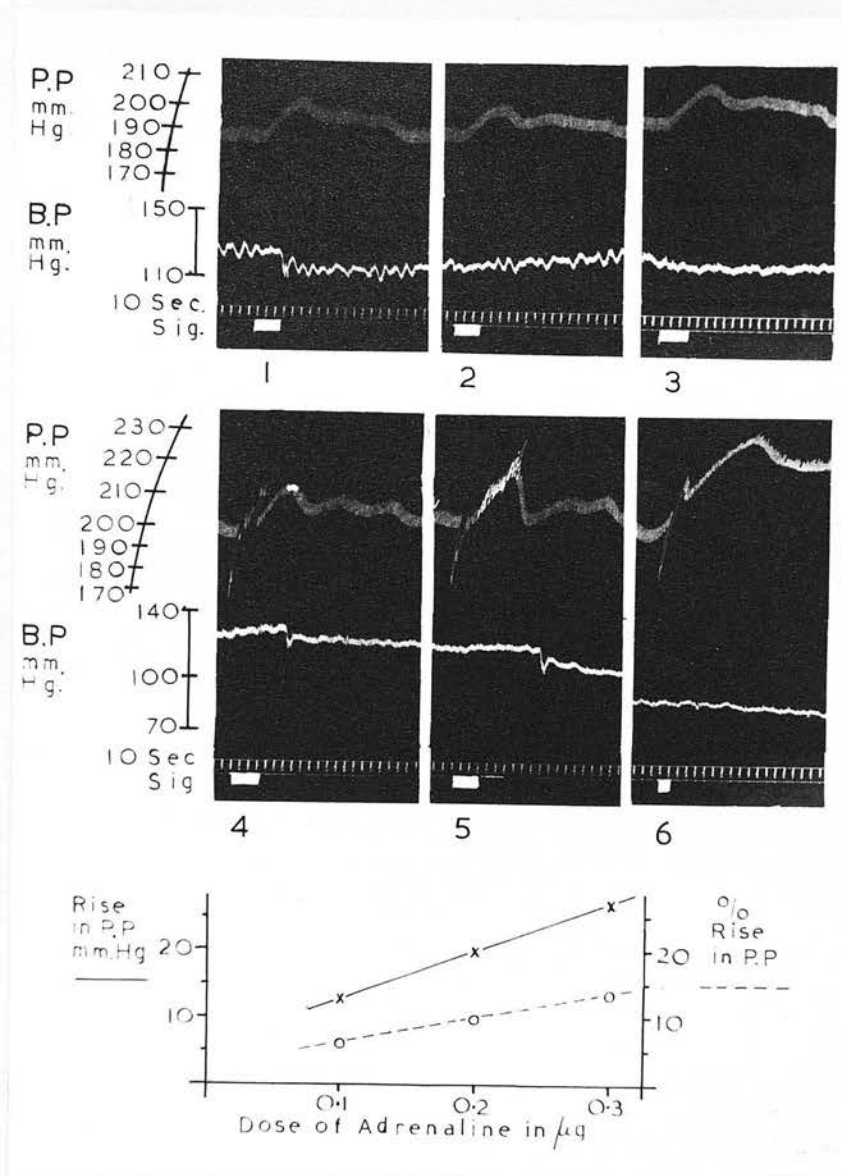 P.P
mm.
Hg
210
200
190
180
170
B.P
mm.
Hg.
150
110
10 Sec.
Sig.
1
2
3
P.P
mm.
Hg.
230
220
210
200
190
180
170
B.P
mm.
Hg.
140
100
70
10 Sec
Sig
4
5
6
Rise
in P.P
mm.Hg
20
10
%
Rise
in P.P
20
10
0·1
0·2
0·3
Dose of Adrenaline in µg